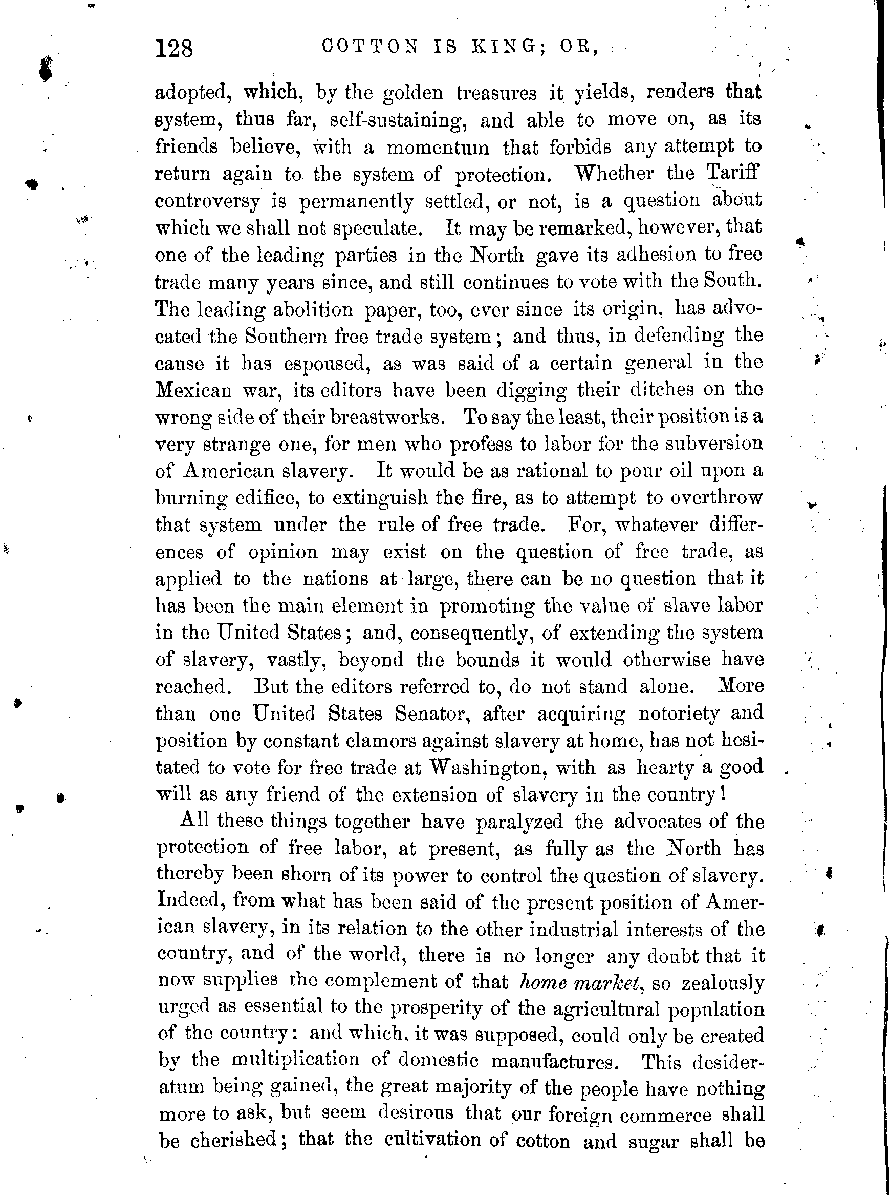 128 COTTON IS KING; OR,
adopted, which, by the golden treasures it yields, renders that
system, thus far, self-sustaining, and able to move on, as its
friends believe, with a momentum that forbids any attempt to
return again to the system of protection. Whether the Tariff
controversy is permanently settled, or not, is a question about
which we shall not speculate. It may be remarked, however, that
one of the leading parties in the North gave its adhesion to free
trade many years since, and still continues to vote with the South.
The leading abolition paper, too, ever since its origin, has advo-
cated the Southern free trade system; and thus, in defending the
cause it has espoused, as was said of a certain general in the
Mexican war, its editors have been digging their ditches on the
wrong side of their breastworks. To say the least, their position is a
very strange one, for men who profess to labor for the subversion
of American slavery. It would be as rational to pour oil upon a
burning edifice, to extinguish the fire, as to attempt to overthrow
that system under the rule of free trade. For, whatever differ-
ences of opinion may exist on the question of free trade, as
applied to the nations at large, there can be no question that it
has been the main element in promoting the value of slave labor
in the United States; and, consequently, of extending the system
of slavery, vastly, beyond the bounds it would otherwise have
reached. But the editors referred to, do not stand alone. More
than one United States Senator, after acquiring notoriety and
position by constant clamors against slavery at home, has not hesi-
tated to vote for free trade at Washington, with as hearty a good
will as any friend of the extension of slavery in the country!
All these things together have paralyzed the advocates of the
protection of free labor, at present, as fully as the North has
thereby been shorn of its power to control the question of slavery.
Indeed, from what has been said of the present position of Amer-
ican slavery, in its relation to the other industrial interests of the
country, and of the world, there is no longer any doubt that it
now supplies the complement of that home market, so zealously
urged as essential to the prosperity of the agricultural population
of the country: and which, it was supposed, could only be created
by the multiplication of domestic manufactures. This desider-
atum being gained, the great majority of the people have nothing
more to ask, but seem desirous that our foreign commerce shall
be cherished; that the cultivation of cotton and sugar shall be